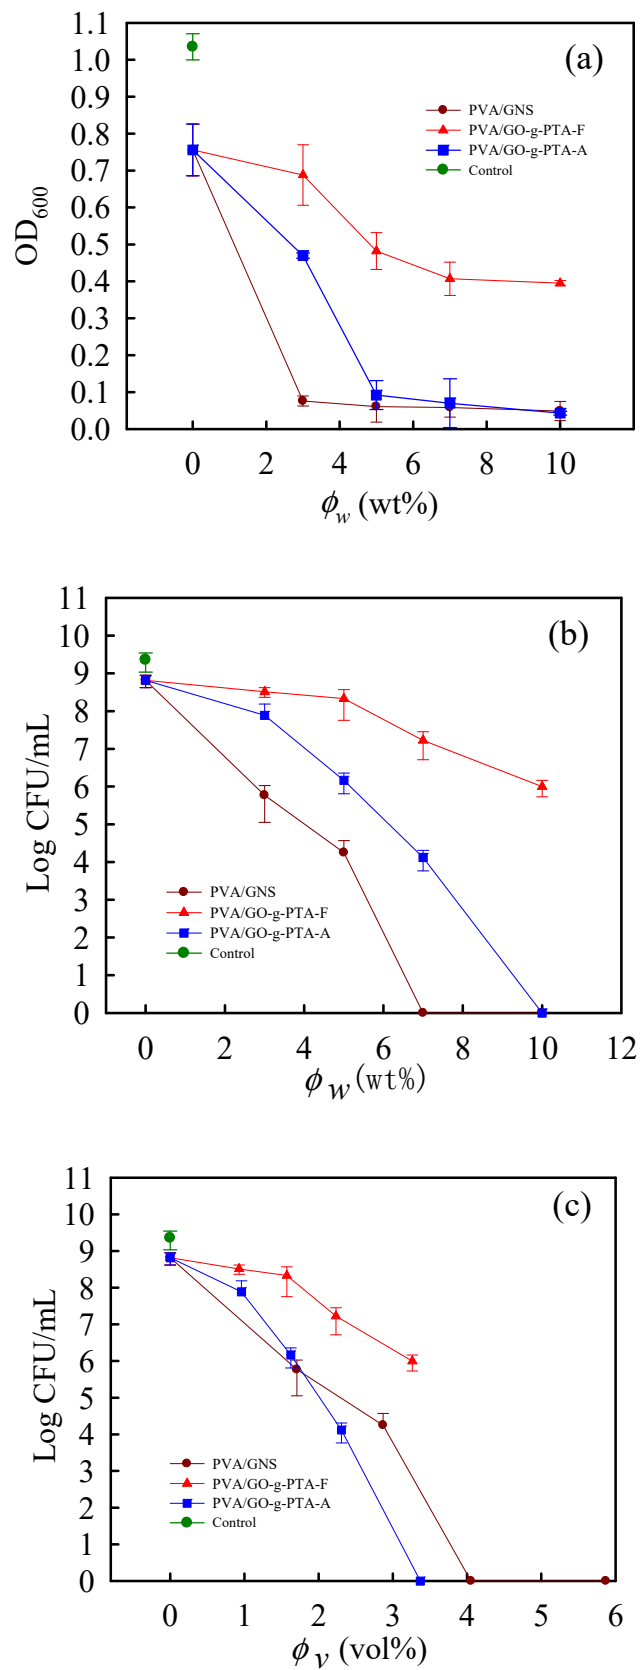 1.1
1.0
0.9
0.8
0.7
0.6
0.5
0.4
0.3
0.2
0.1
0.0
OD600
(a)
PVA/GNS
PVA/GO-g-PTA-F
PVA/GO-g-PTA-A
Control
0 2 4 6 8 10
ϕw (wt%)
11
10
9
8
7
6
5
4
3
2
1
0
Log CFU/mL
(b)
PVA/GNS
PVA/GO-g-PTA-F
PVA/GO-g-PTA-A
Control
0 2 4 6 8 10 12
ϕw (wt%)
11
10
9
8
7
6
5
4
3
2
1
0
Log CFU/mL
(c)
PVA/GNS
PVA/GO-g-PTA-F
PVA/GO-g-PTA-A
Control
0 1 2 3 4 5 6
ϕv (vol%)